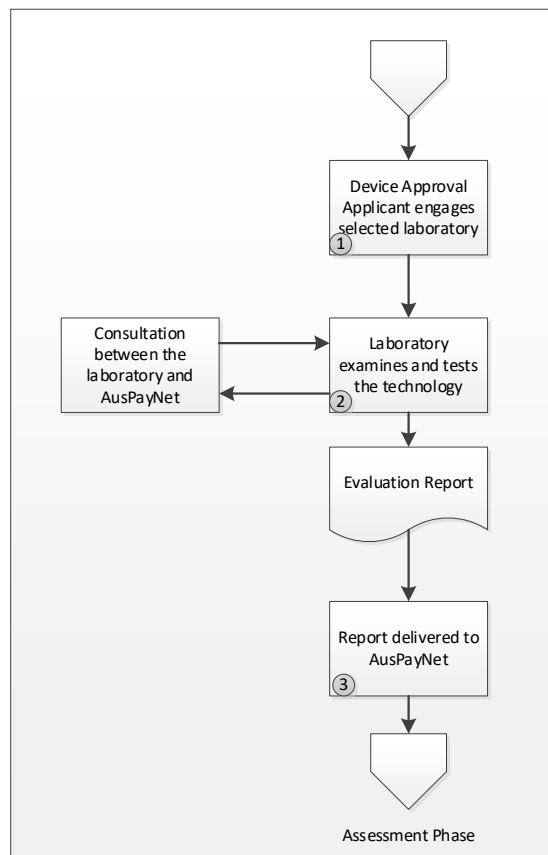 Device Approval
Applicant engages
selected laboratory
1
Consultation
between the
laboratory and
AusPayNet
Laboratory
examines and tests
the technology
2
Evaluation Report
Report delivered to
AusPayNet
3
Assessment Phase